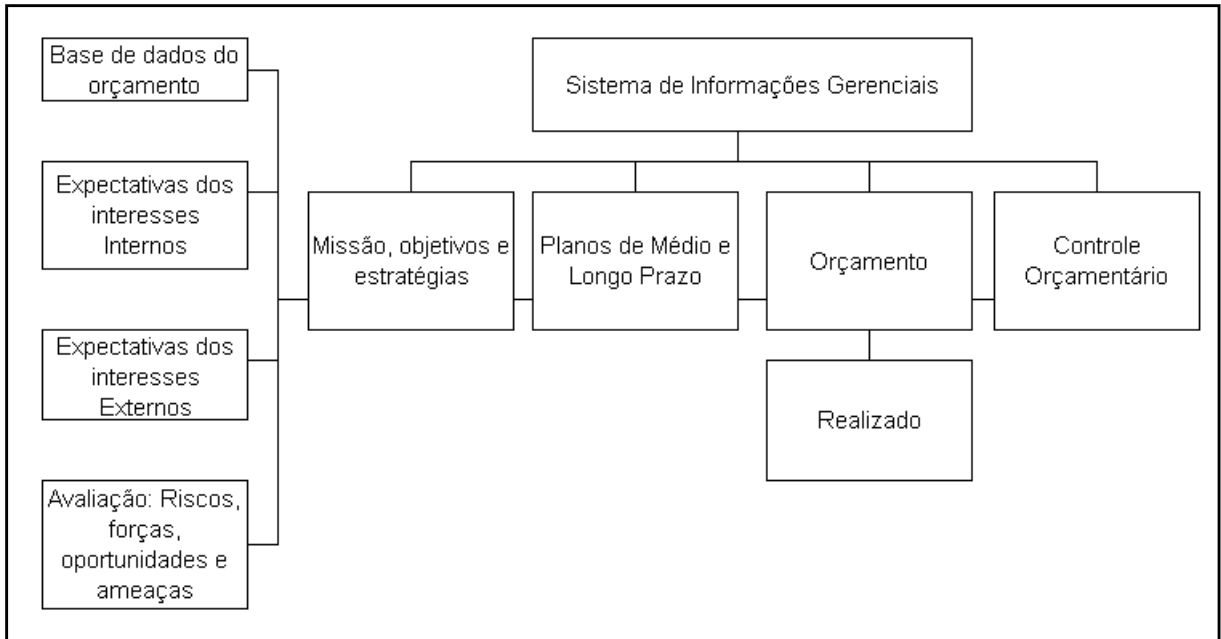 Base de dados do
orçamento
Sistema de Informações Gerenciais
Expectativas dos
interesses
Internos
Missão, objetivos e
estratégias
Planos de Médio e
Longo Prazo
Orçamento
Controle
Orçamentário
Expectativas dos
interesses
Externos
Realizado
Avaliação: Riscos,
forças,
oportunidades e
ameaças